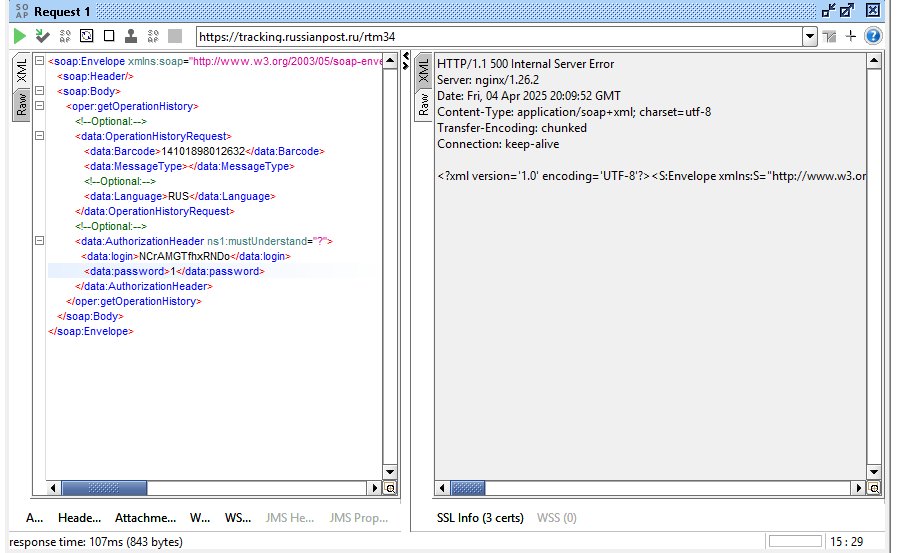 SO AP Request 1
https://tracking.russianpost.ru/rtm34
XML
Raw
<soap:Envelope xmlns:soap="http://www.w3.org/2003/05/soap-enve
<soap:Header/>
<soap:Body>
<oper:getOperationHistory>
<!--Optional:-->
<data:OperationHistoryRequest>
<data:Barcode>14101898012632</data:Barcode>
<data:MessageType></data:MessageType>
<!--Optional:-->
<data:Language>RUS</data:Language>
</data:OperationHistoryRequest>
<!--Optional:-->
<data:AuthorizationHeader ns1:mustUnderstand="?">
<data:login>NCrAMGTfhxRNDo</data:login>
<data:password>1</data:password>
</data:AuthorizationHeader>
</oper:getOperationHistory>
</soap:Body>
</soap:Envelope>
XML
Raw
HTTP/1.1 500 Internal Server Error
Server: nginx/1.26.2
Date: Fri, 04 Apr 2025 20:09:52 GMT
Content-Type: application/soap+xml; charset=utf-8
Transfer-Encoding: chunked
Connection: keep-alive
<?xml version='1.0' encoding='UTF-8'?><S:Envelope xmlns:S="http://www.w3.or
A... Heade... Attachme... W... WS... JMS He... JMS Prop...
SSL Info (3 certs) WSS (0)
response time: 107ms (843 bytes)
15 : 29